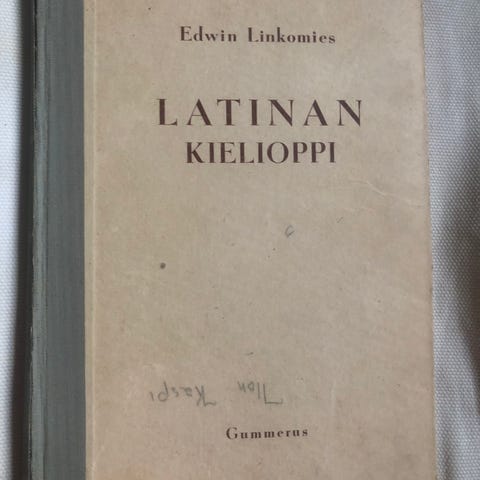 Edwin Linkomies
LATINAN
KIELIOPPI
Gummerus